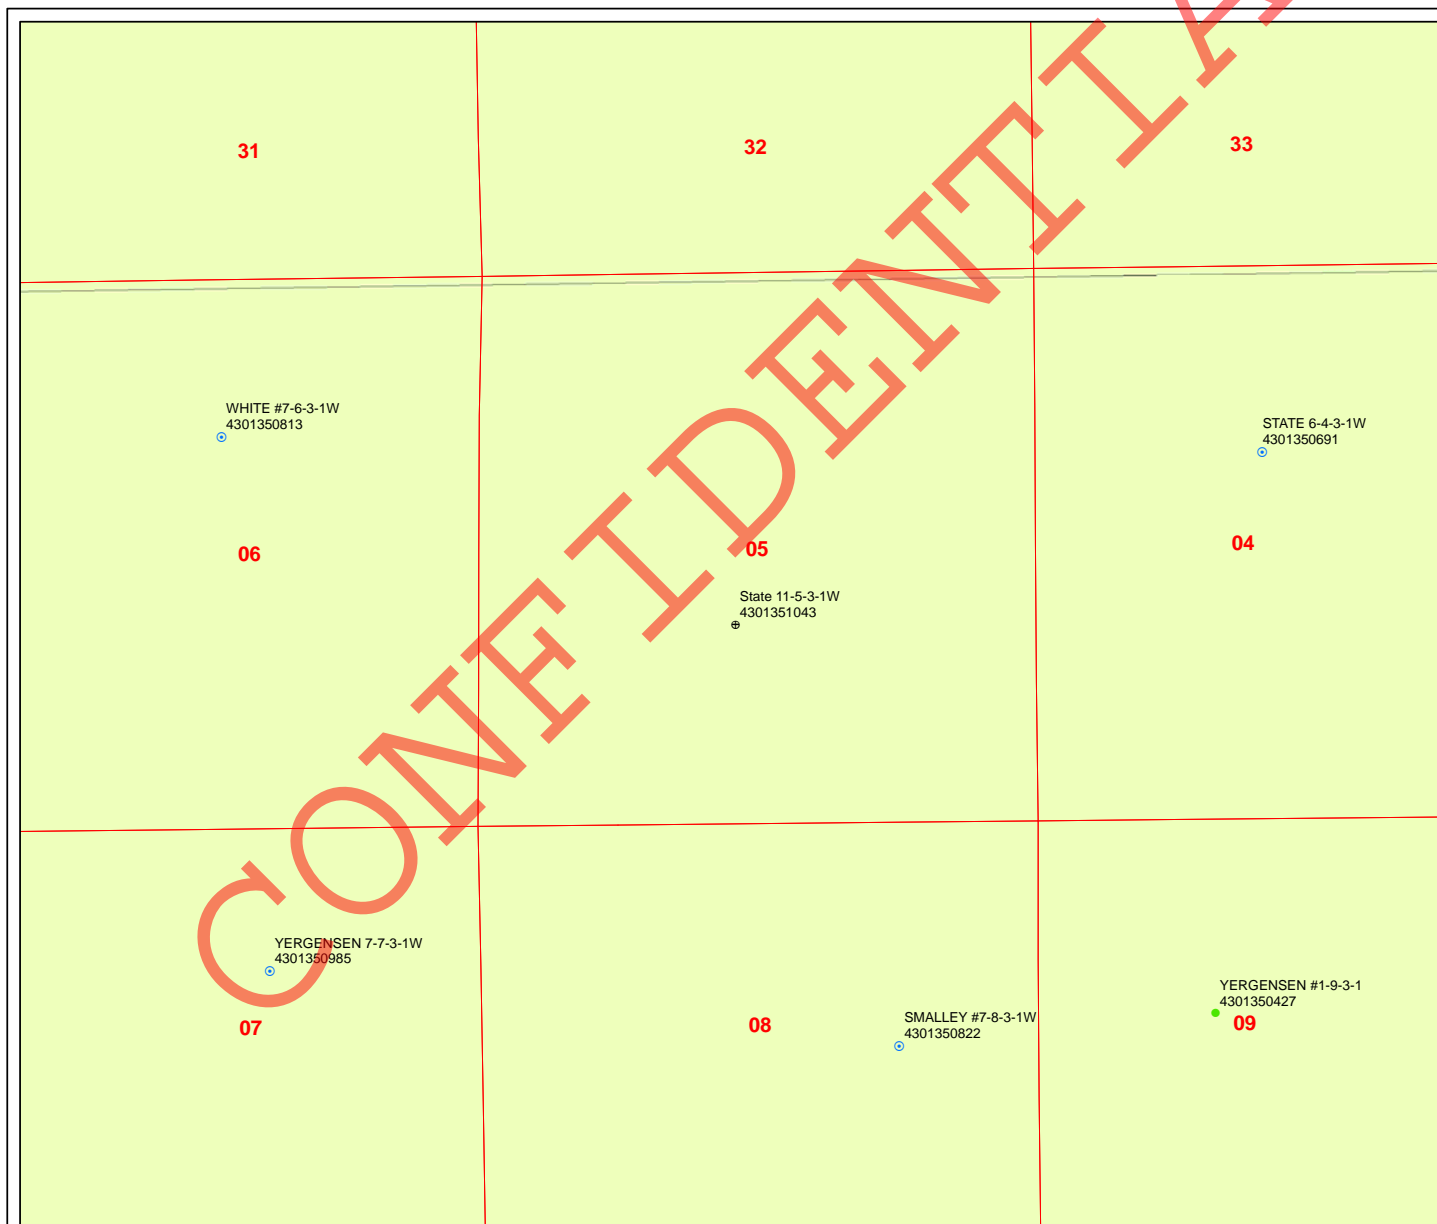 31
32
33
WHITE #7-6-3-1W
4301350813
STATE 6-4-3-1W
4301350691
06
05
04
State 11-5-3-1W
4301351043
YERGENSEN 7-7-3-1W
4301350985
YERGENSEN #1-9-3-1
4301350427
SMALLEY #7-8-3-1W
4301350822
07
08
09
CONFIDENTIA